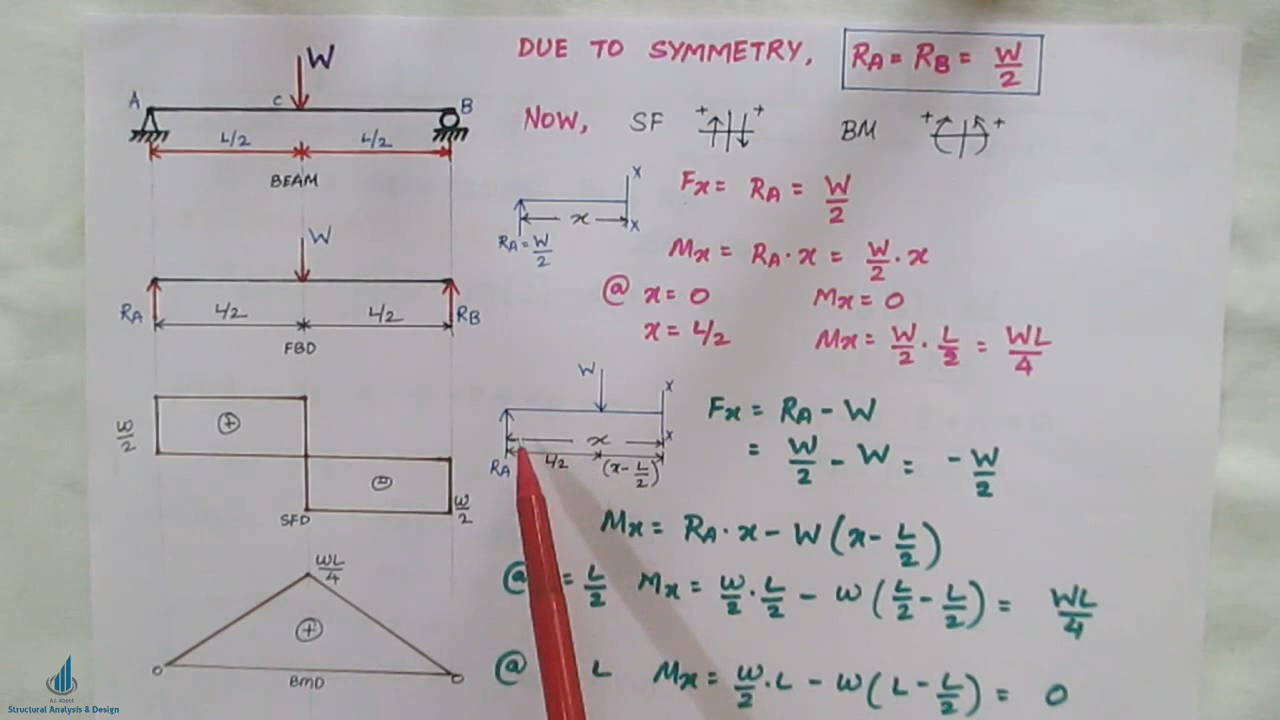 W
A C B
L/2 L/2
BEAM
W
RA L/2 L/2 RB
FBD
W/2 +
− W/2
SFD
WL/4
+
O O
BMD
DUE TO SYMMETRY, RA = RB = W/2
NOW, SF + + BM + +
x
x
x
RA = W/2
Fx = RA = W/2
Mx = RA · x = W/2 · x
@ x = 0 Mx = 0
x = L/2 Mx = W/2 · L/2 = WL/4
W
x
x x
L/2 (x - L/2)
RA
Fx = RA - W
= W/2 - W = -W/2
Mx = RA · x - W (x - L/2)
@ = L/2 Mx = W/2 · L/2 - W (L/2 - L/2) = WL/4
@ L Mx = W/2 · L - W (L - L/2) = 0
All About
Structural Analysis & Design